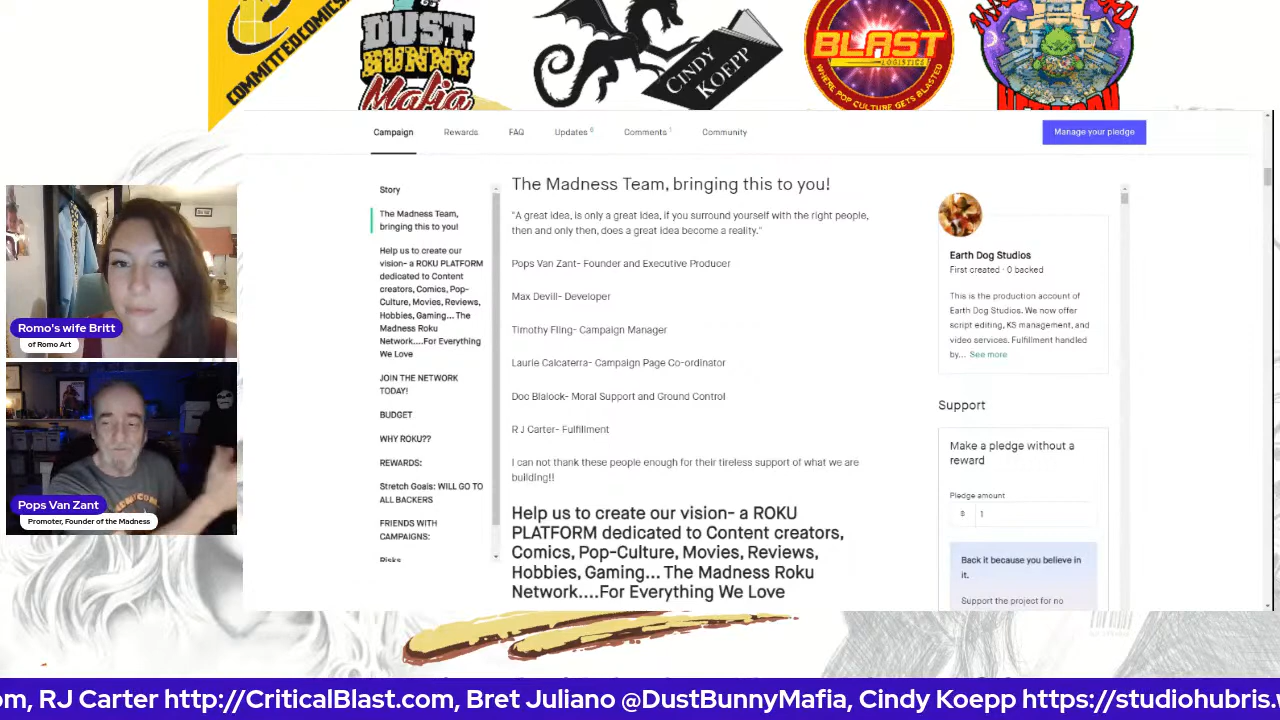 COMMITTEDCOMICS
DUST
BUNNY
Mafia
CINDY
KOEPP
BLAST
LOGISTICS
WHERE POP CULTURE GETS BLASTED
Campaign
Rewards
FAQ
Updates 6
Comments 1
Community
Manage your pledge
Story
The Madness Team,
bringing this to you!
Help us to create our
vision- a ROKU PLATFORM
dedicated to Content
creators, Comics, Pop-
Culture, Movies, Reviews,
Hobbies, Gaming... The
Madness Roku
Network....For Everything
We Love
JOIN THE NETWORK
TODAY!
BUDGET
WHY ROKU??
REWARDS:
Stretch Goals: WILL GO TO
ALL BACKERS
FRIENDS WITH
CAMPAIGNS:
Risks
The Madness Team, bringing this to you!
"A great idea, is only a great idea, if you surround yourself with the right people,
then and only then, does a great idea become a reality."
Pops Van Zant- Founder and Executive Producer
Max Devill- Developer
Timothy Fling- Campaign Manager
Laurie Calcaterra- Campaign Page Co-ordinator
Doc Blalock- Moral Support and Ground Control
R J Carter- Fulfillment
I can not thank these people enough for their tireless support of what we are
building!!
Help us to create our vision- a ROKU
PLATFORM dedicated to Content creators,
Comics, Pop-Culture, Movies, Reviews,
Hobbies, Gaming... The Madness Roku
Network....For Everything We Love
Earth Dog Studios
First created · 0 backed
This is the production account of
Earth Dog Studios. We now offer
script editing, KS management, and
video services. Fulfillment handled
by... See more
Support
Make a pledge without a
reward
Pledge amount
1
Back it because you believe in
it.
Support the project for no
Romo's wife Britt
of Romo Art
Pops Van Zant
Promoter, Founder of the Madness
om, RJ Carter http://CriticalBlast.com, Bret Juliano @DustBunnyMafia, Cindy Koepp https://studiohubris.